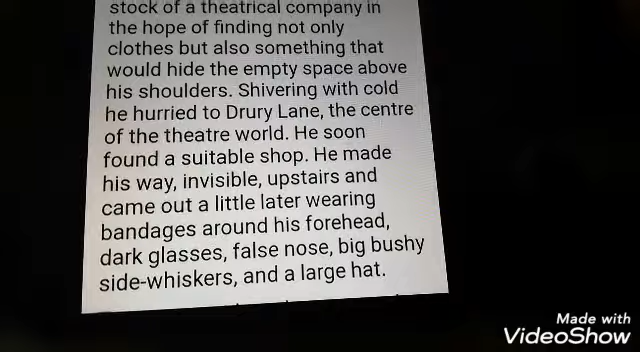 stock of a theatrical company in
the hope of finding not only
clothes but also something that
would hide the empty space above
his shoulders. Shivering with cold
he hurried to Drury Lane, the centre
of the theatre world. He soon
found a suitable shop. He made
his way, invisible, upstairs and
came out a little later wearing
bandages around his forehead,
dark glasses, false nose, big bushy
side-whiskers, and a large hat.
Made with
VideoShow